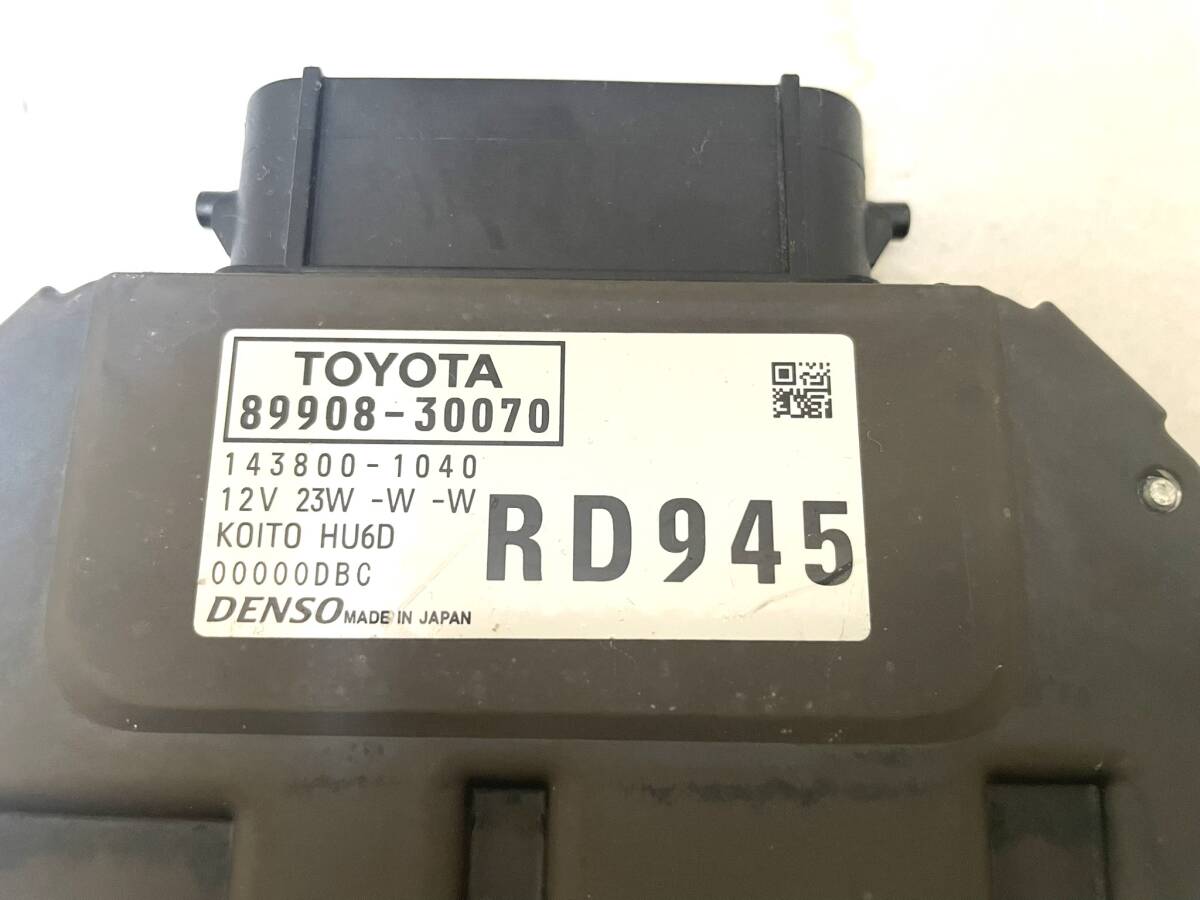 TOYOTA
89908-30070
143800-1040
12V 23W -W -W
KOITO HU6D
00000DBC
RD945
DENSO MADE IN JAPAN